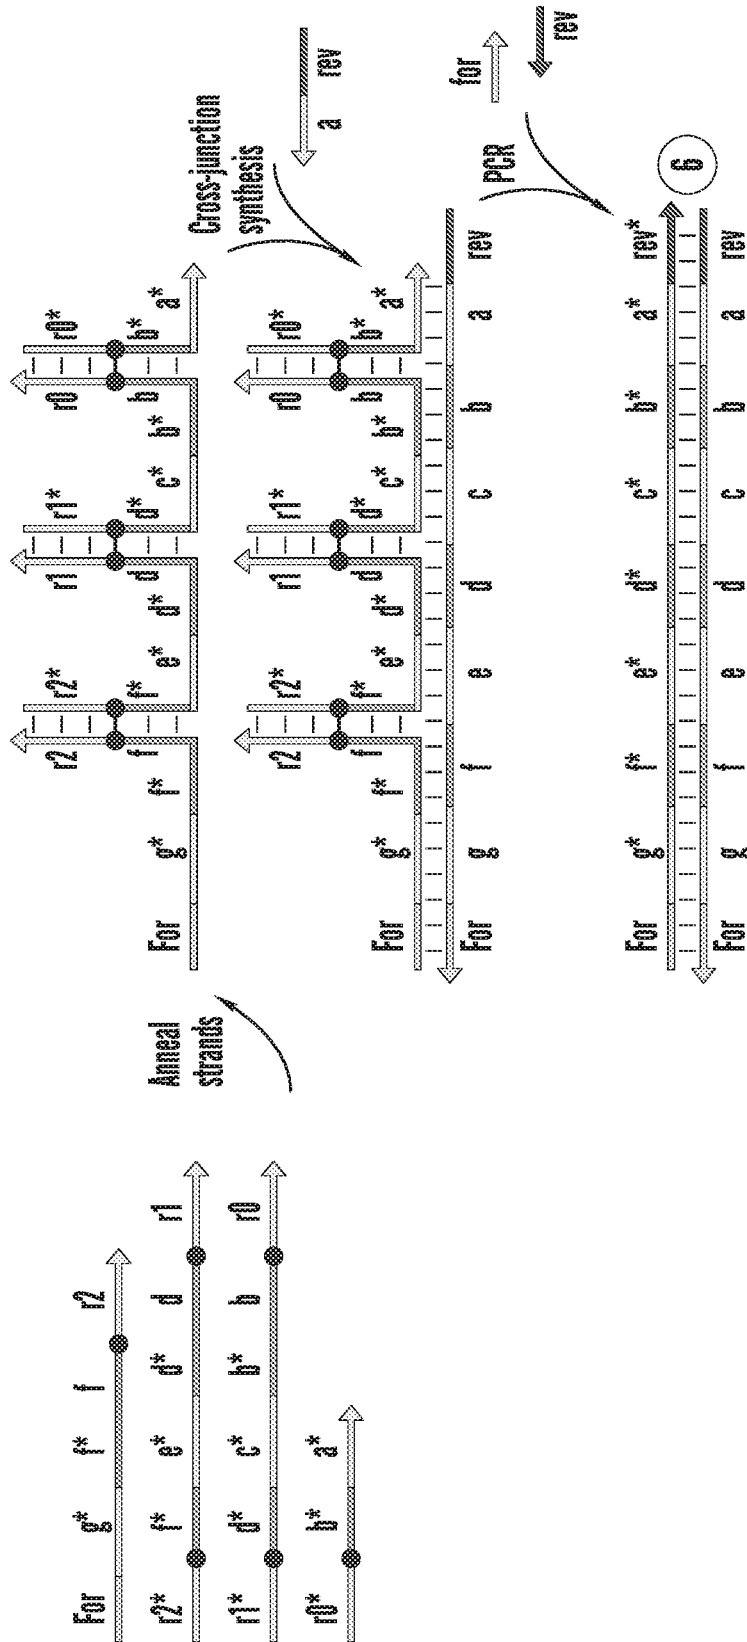 For g* f* f r2
r2* f* e* d* d r1
r1* d* c* b* b r0
r0* b* a*
Anneal
strands
r2 r2* r1 r1* r0 r0*
For g* f* f f* e* d* d d* c* b* b b* a*
Cross-junction
synthesis
a rev
r2 r2* r1 r1* r0 r0*
For g* f* f f* e* d* d d* c* b* b b* a*
For g f e d c b a rev
PCR
for
rev
For g* f* e* d* c* b* a* rev*
For g f e d c b a rev
6